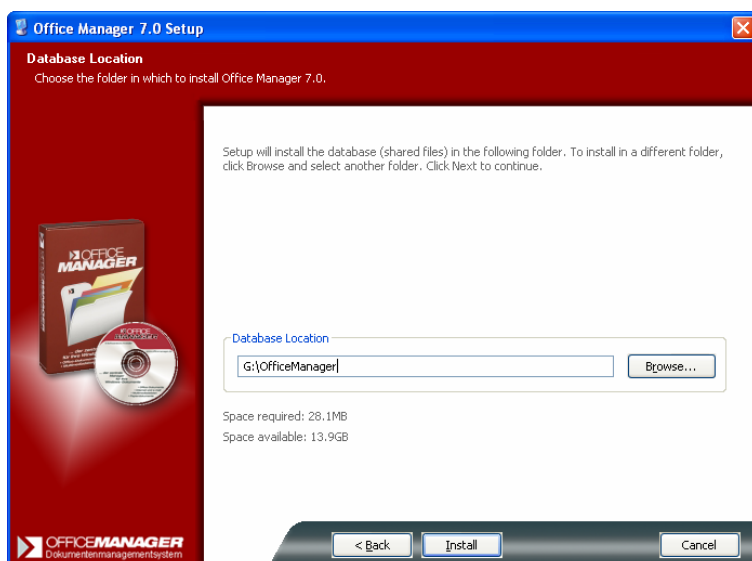 Office Manager 7.0 Setup
Database Location
Choose the folder in which to install Office Manager 7.0.
Setup will install the database (shared files) in the following folder. To install in a different folder,
click Browse and select another folder. Click Next to continue.
OFFICE
MANAGER
OFFICE
Database Location
G:\OfficeManager
Browse...
Space required: 28.1MB
Space available: 13.9GB
OFFICEMANAGER
Dokumentenmanagementsystem
< Back
Install
Cancel